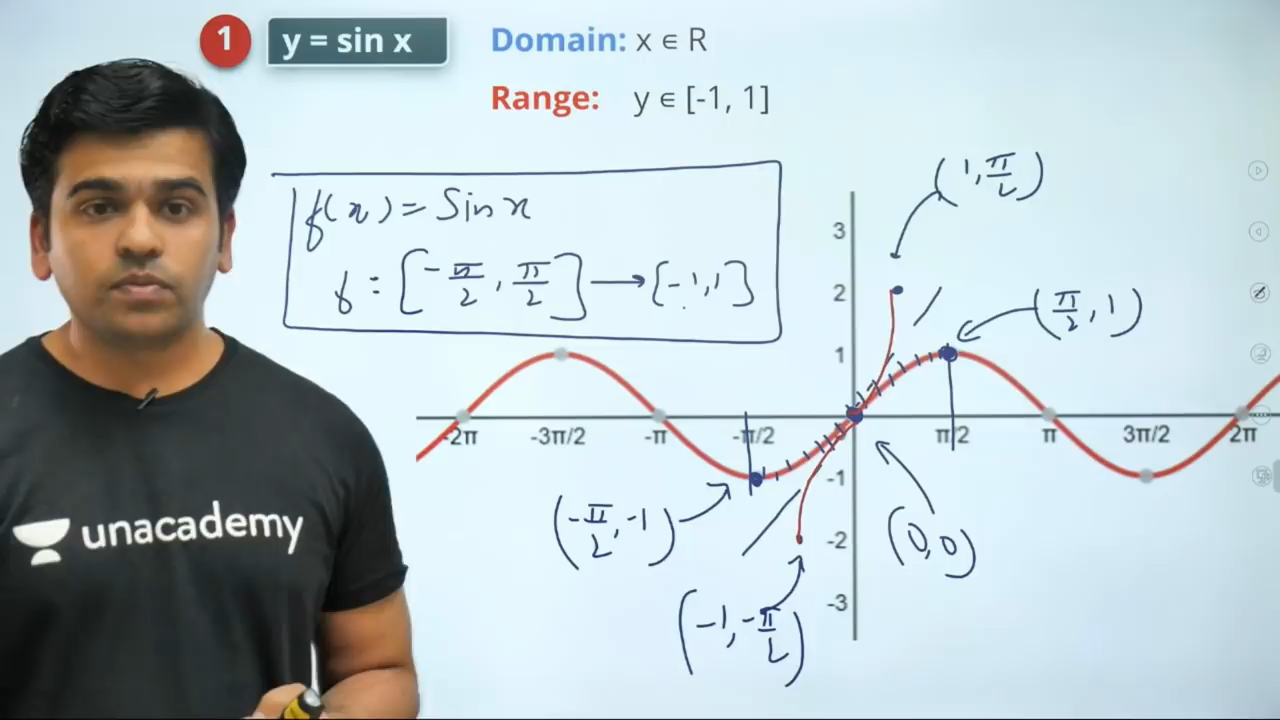 1 y = sin x
Domain: x ∈ R
Range: y ∈ [-1, 1]
f(x) = Sin x
f : [-π/2, π/2] → [-1, 1]
(1, π/2)
(π/2, 1)
3
2
1
-2π -3π/2 -π -π/2 π/2 π 3π/2 2π
-1
-2
-3
(-π/2, -1)
(0, 0)
(-1, -π/2)
unacademy